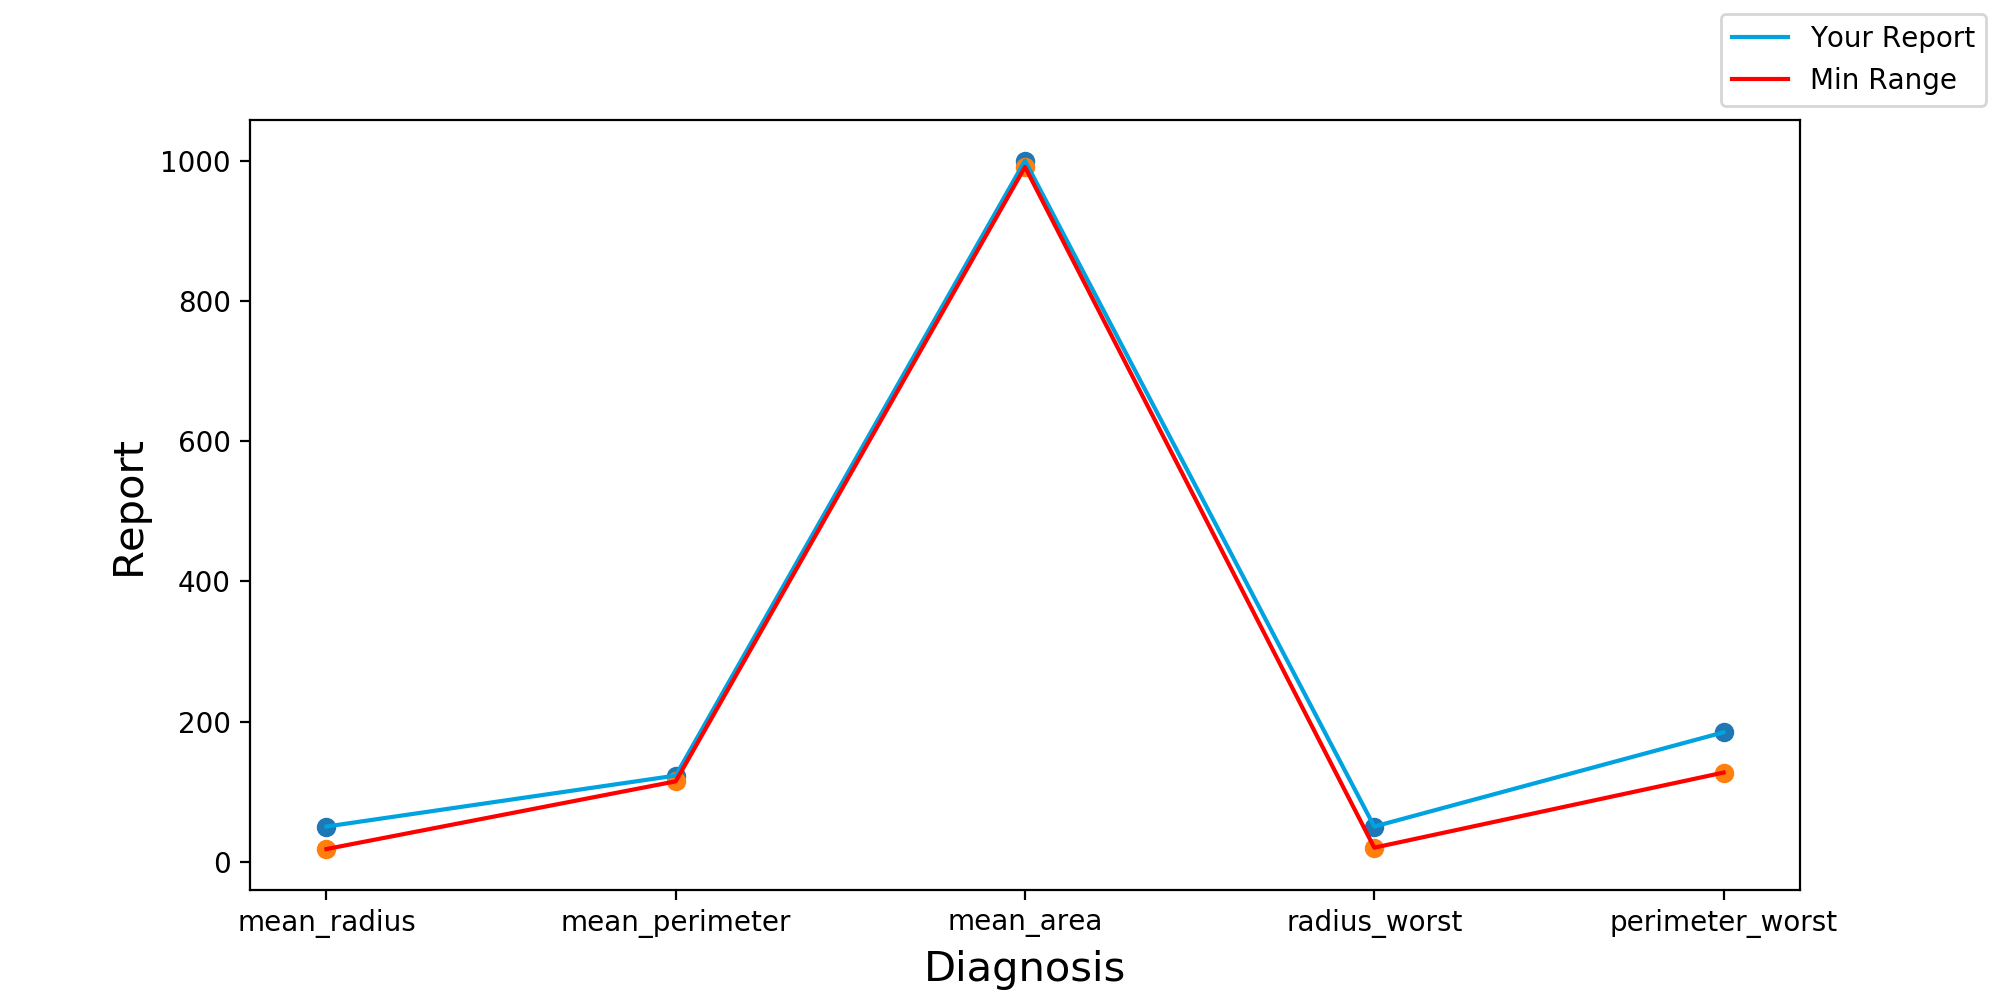 Your Report
Min Range
1000
800
600
400
200
0
Report
mean_radius mean_perimeter mean_area radius_worst perimeter_worst
Diagnosis